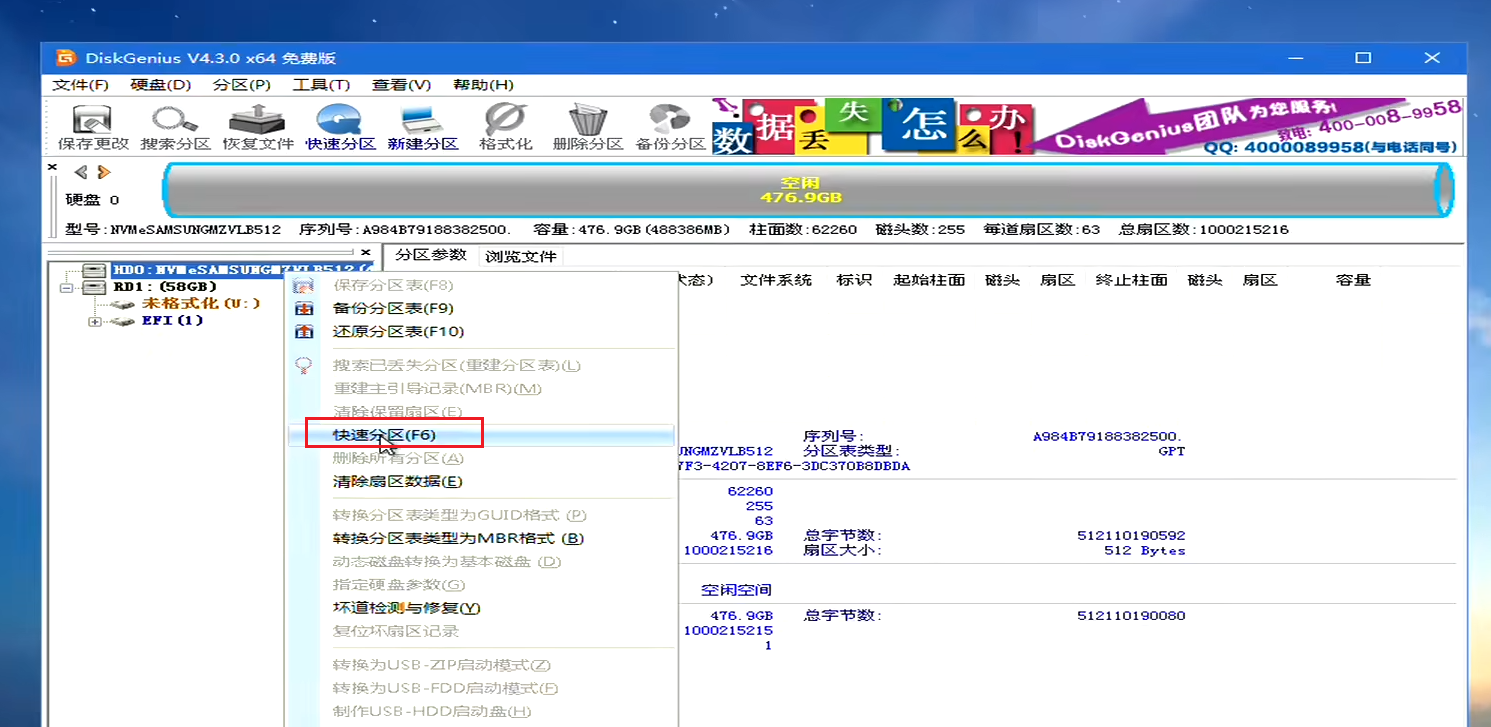 DiskGenius V4.3.0 x64 免费版
文件(F) 硬盘(D) 分区(P) 工具(T) 查看(V) 帮助(H)
保存更改 搜索分区 恢复文件 快速分区 新建分区 格式化 删除分区 备份分区
数据丢失怎么办!
DiskGenius团队为您服务!
致电: 400-008-9958
QQ: 4000089958(与电话同号)
空闲
476.9GB
硬盘 0
型号:NVMeSAMSUNGMZVLB512 序列号:A984B79188382500. 容量:476.9GB(488386MB) 柱面数:62260 磁头数:255 每道扇区数:63 总扇区数:1000215216
分区参数 浏览文件
HD0:NVMeSAMSUNGMZVLB512(4
RD1:(58GB)
未格式化(U:)
EFI(1)
状态) 文件系统 标识 起始柱面 磁头 扇区 终止柱面 磁头 扇区 容量
保存分区表(F8)
备份分区表(F9)
还原分区表(F10)
搜索已丢失分区(重建分区表)(L)
重建主引导记录(MBR)(M)
清除保留扇区(E)
快速分区(F6)
删除所有分区(A)
清除扇区数据(E)
转换分区表类型为GUID格式 (P)
转换分区表类型为MBR格式 (B)
动态磁盘转换为基本磁盘 (D)
指定硬盘参数(G)
坏道检测与修复(Y)
复位坏扇区记录
转换为USB-ZIP启动模式(Z)
转换为USB-FDD启动模式(F)
制作USB-HDD启动盘(H)
序列号: A984B79188382500.
UNGMZVLB512 分区表类型: GPT
7F3-4207-8EF6-3DC370B8DBDA
62260
255
63
476.9GB 总字节数: 512110190592
1000215216 扇区大小: 512 Bytes
空闲空间
476.9GB 总字节数: 512110190080
1000215215
1